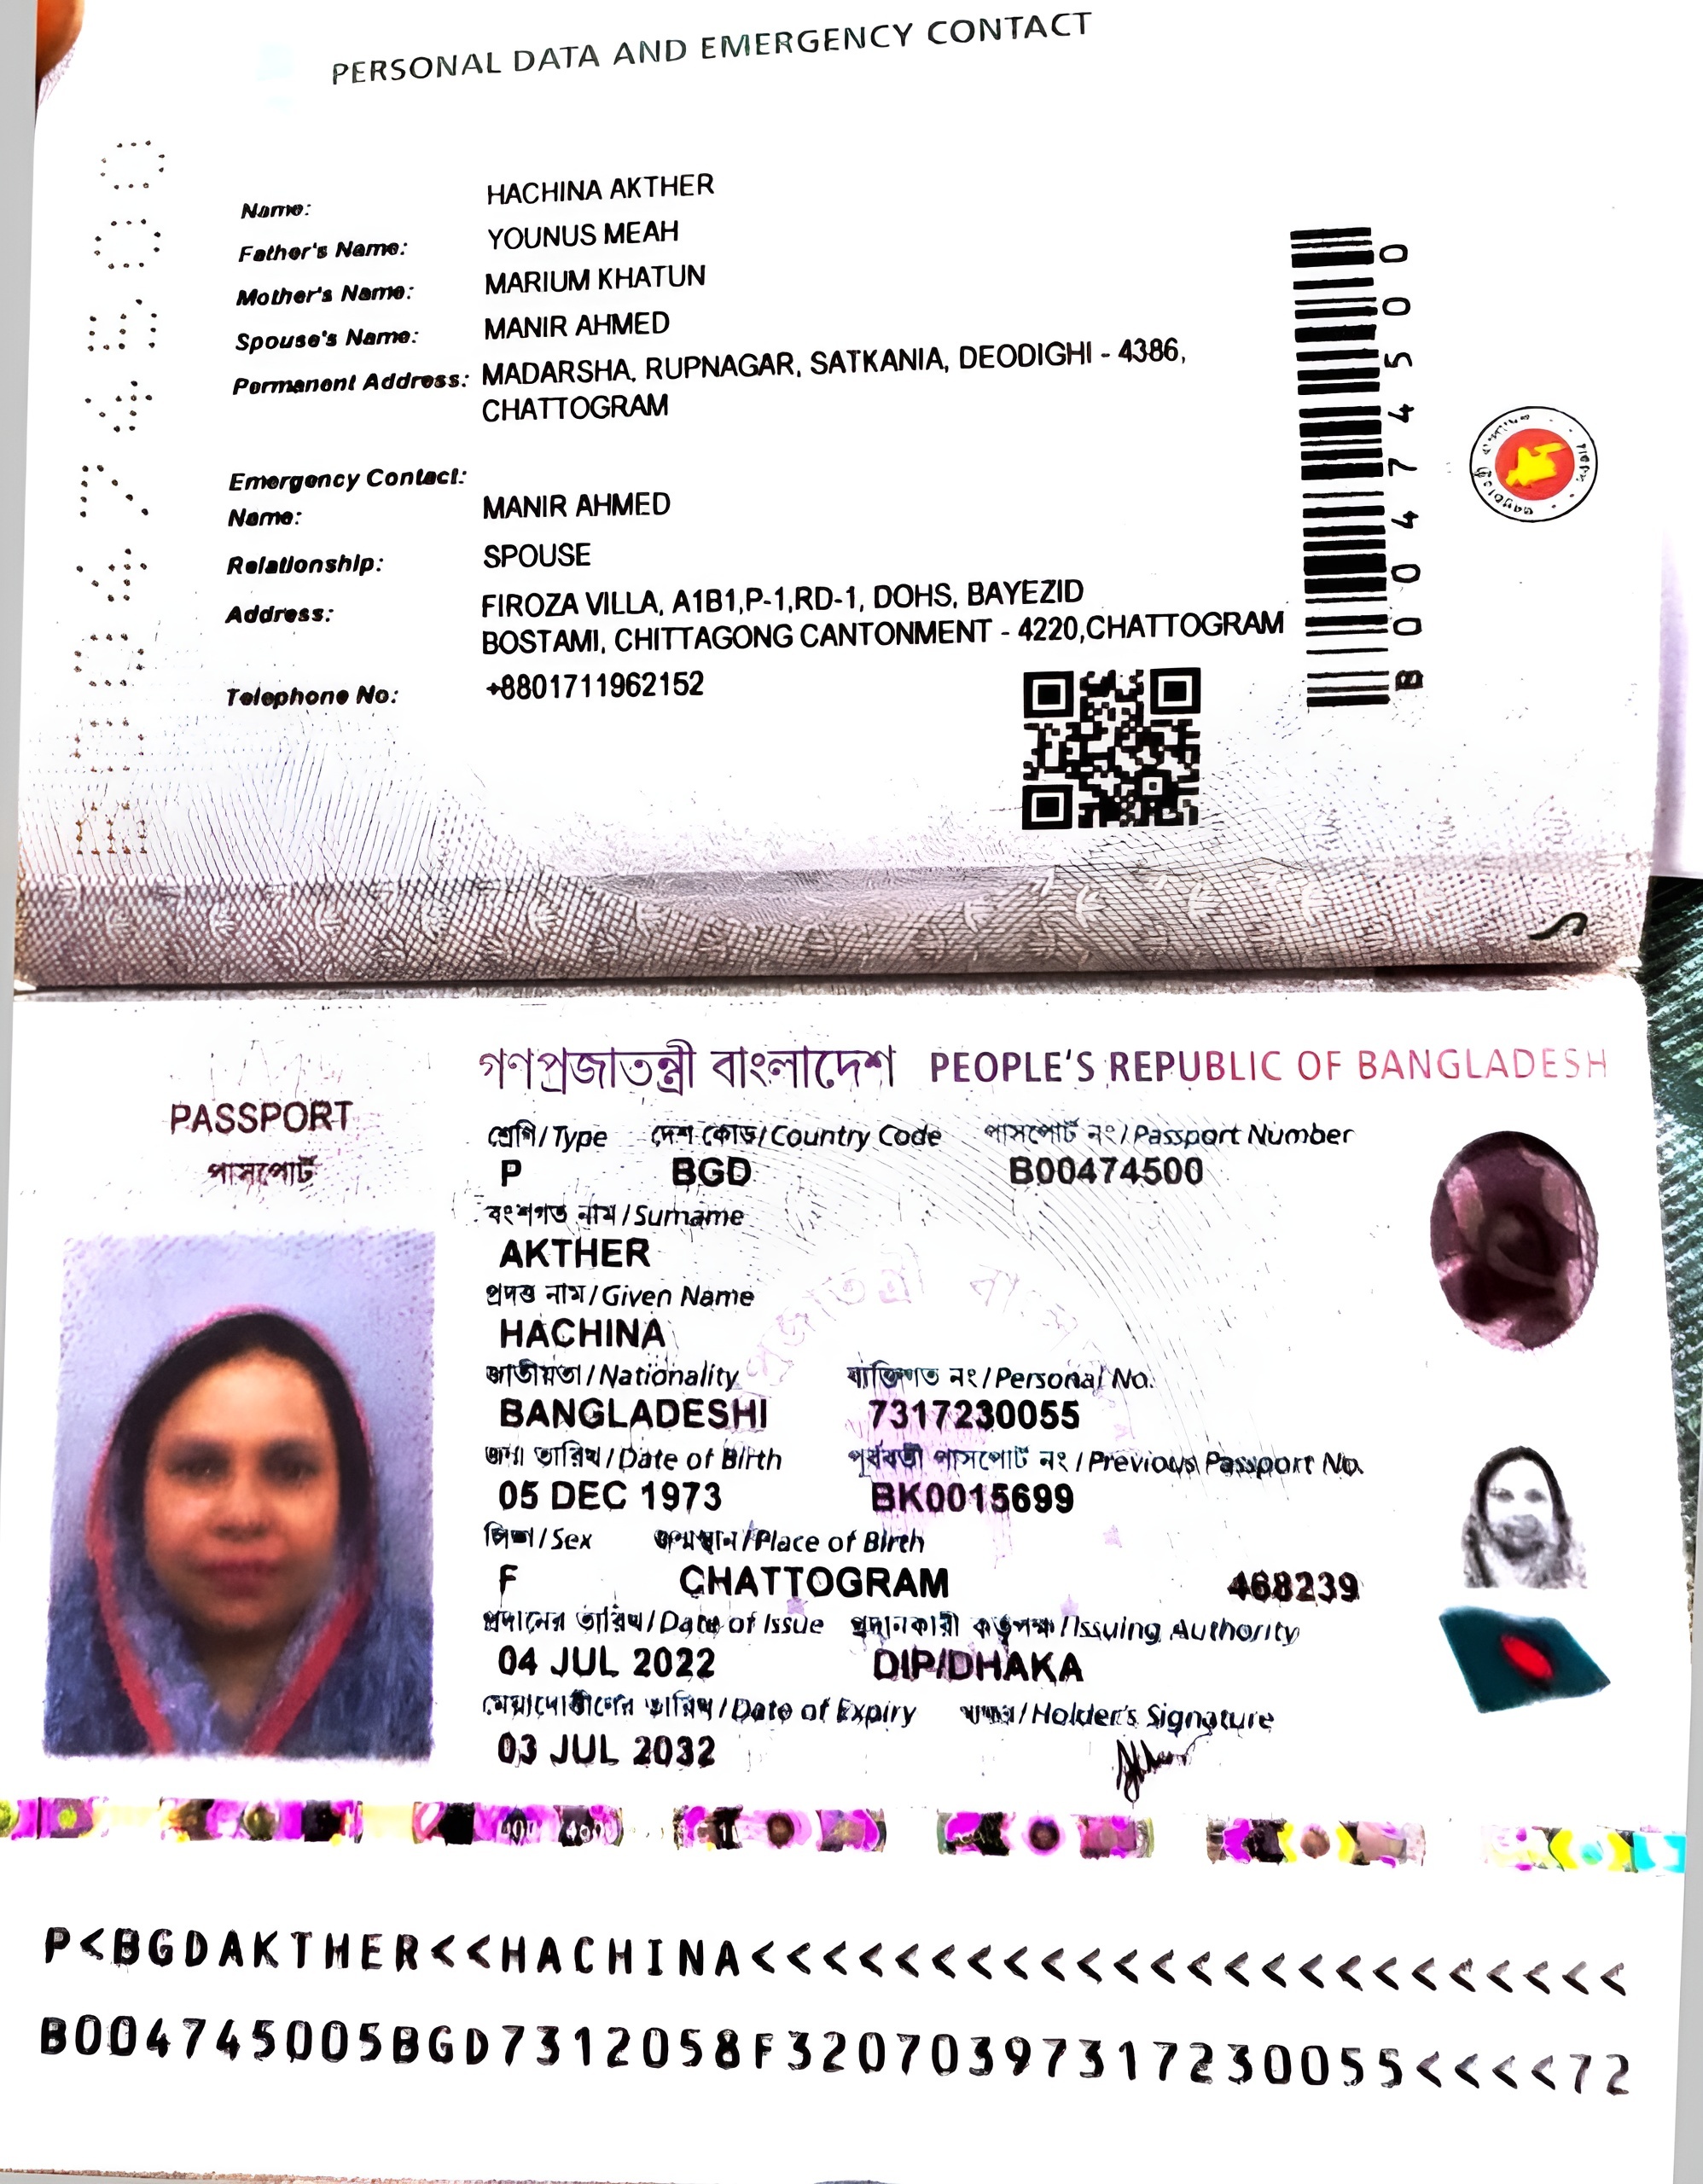 PERSONAL DATA AND EMERGENCY CONTACT
Name: HACHINA AKTHER
Father's Name: YOUNUS MEAH
Mother's Name: MARIUM KHATUN
Spouse's Name: MANIR AHMED
Permanent Address: MADARSHA, RUPNAGAR, SATKANIA, DEODIGHI - 4386,
CHATTOGRAM
Emergency Contact:
Name: MANIR AHMED
Relationship: SPOUSE
Address: FIROZA VILLA, A1B1,P-1,RD-1, DOHS, BAYEZID
BOSTAMI, CHITTAGONG CANTONMENT - 4220,CHATTOGRAM
Telephone No: +8801711962152
B00474500
গণপ্রজাতন্ত্রী বাংলাদেশ PEOPLE'S REPUBLIC OF BANGLADESH
PASSPORT
পাসপোর্ট
শ্রেণি/Type দেশ কোড/Country Code পাসপোর্ট নং/Passport Number
P BGD B00474500
বংশগত নাম/Surname
AKTHER
প্রদত্ত নাম/Given Name
HACHINA
জাতীয়তা/Nationality ব্যক্তিগত নং/Personal No.
BANGLADESHI 7317230055
জন্ম তারিখ/Date of Birth পূর্ববর্তী পাসপোর্ট নং/Previous Passport No.
05 DEC 1973 BK0015699
লিঙ্গ/Sex জন্মস্থান/Place of Birth
F CHATTOGRAM 468239
প্রদানের তারিখ/Date of Issue প্রদানকারী কর্তৃপক্ষ/Issuing Authority
04 JUL 2022 DIP/DHAKA
মেয়াদোত্তীর্ণের তারিখ/Date of Expiry স্বাক্ষর/Holder's Signature
03 JUL 2032
P<BGDAKTHER<<HACHINA<<<<<<<<<<<<<<<<<<<<<<<<
B004745005BGD7312058F32070397317230055<<<<72